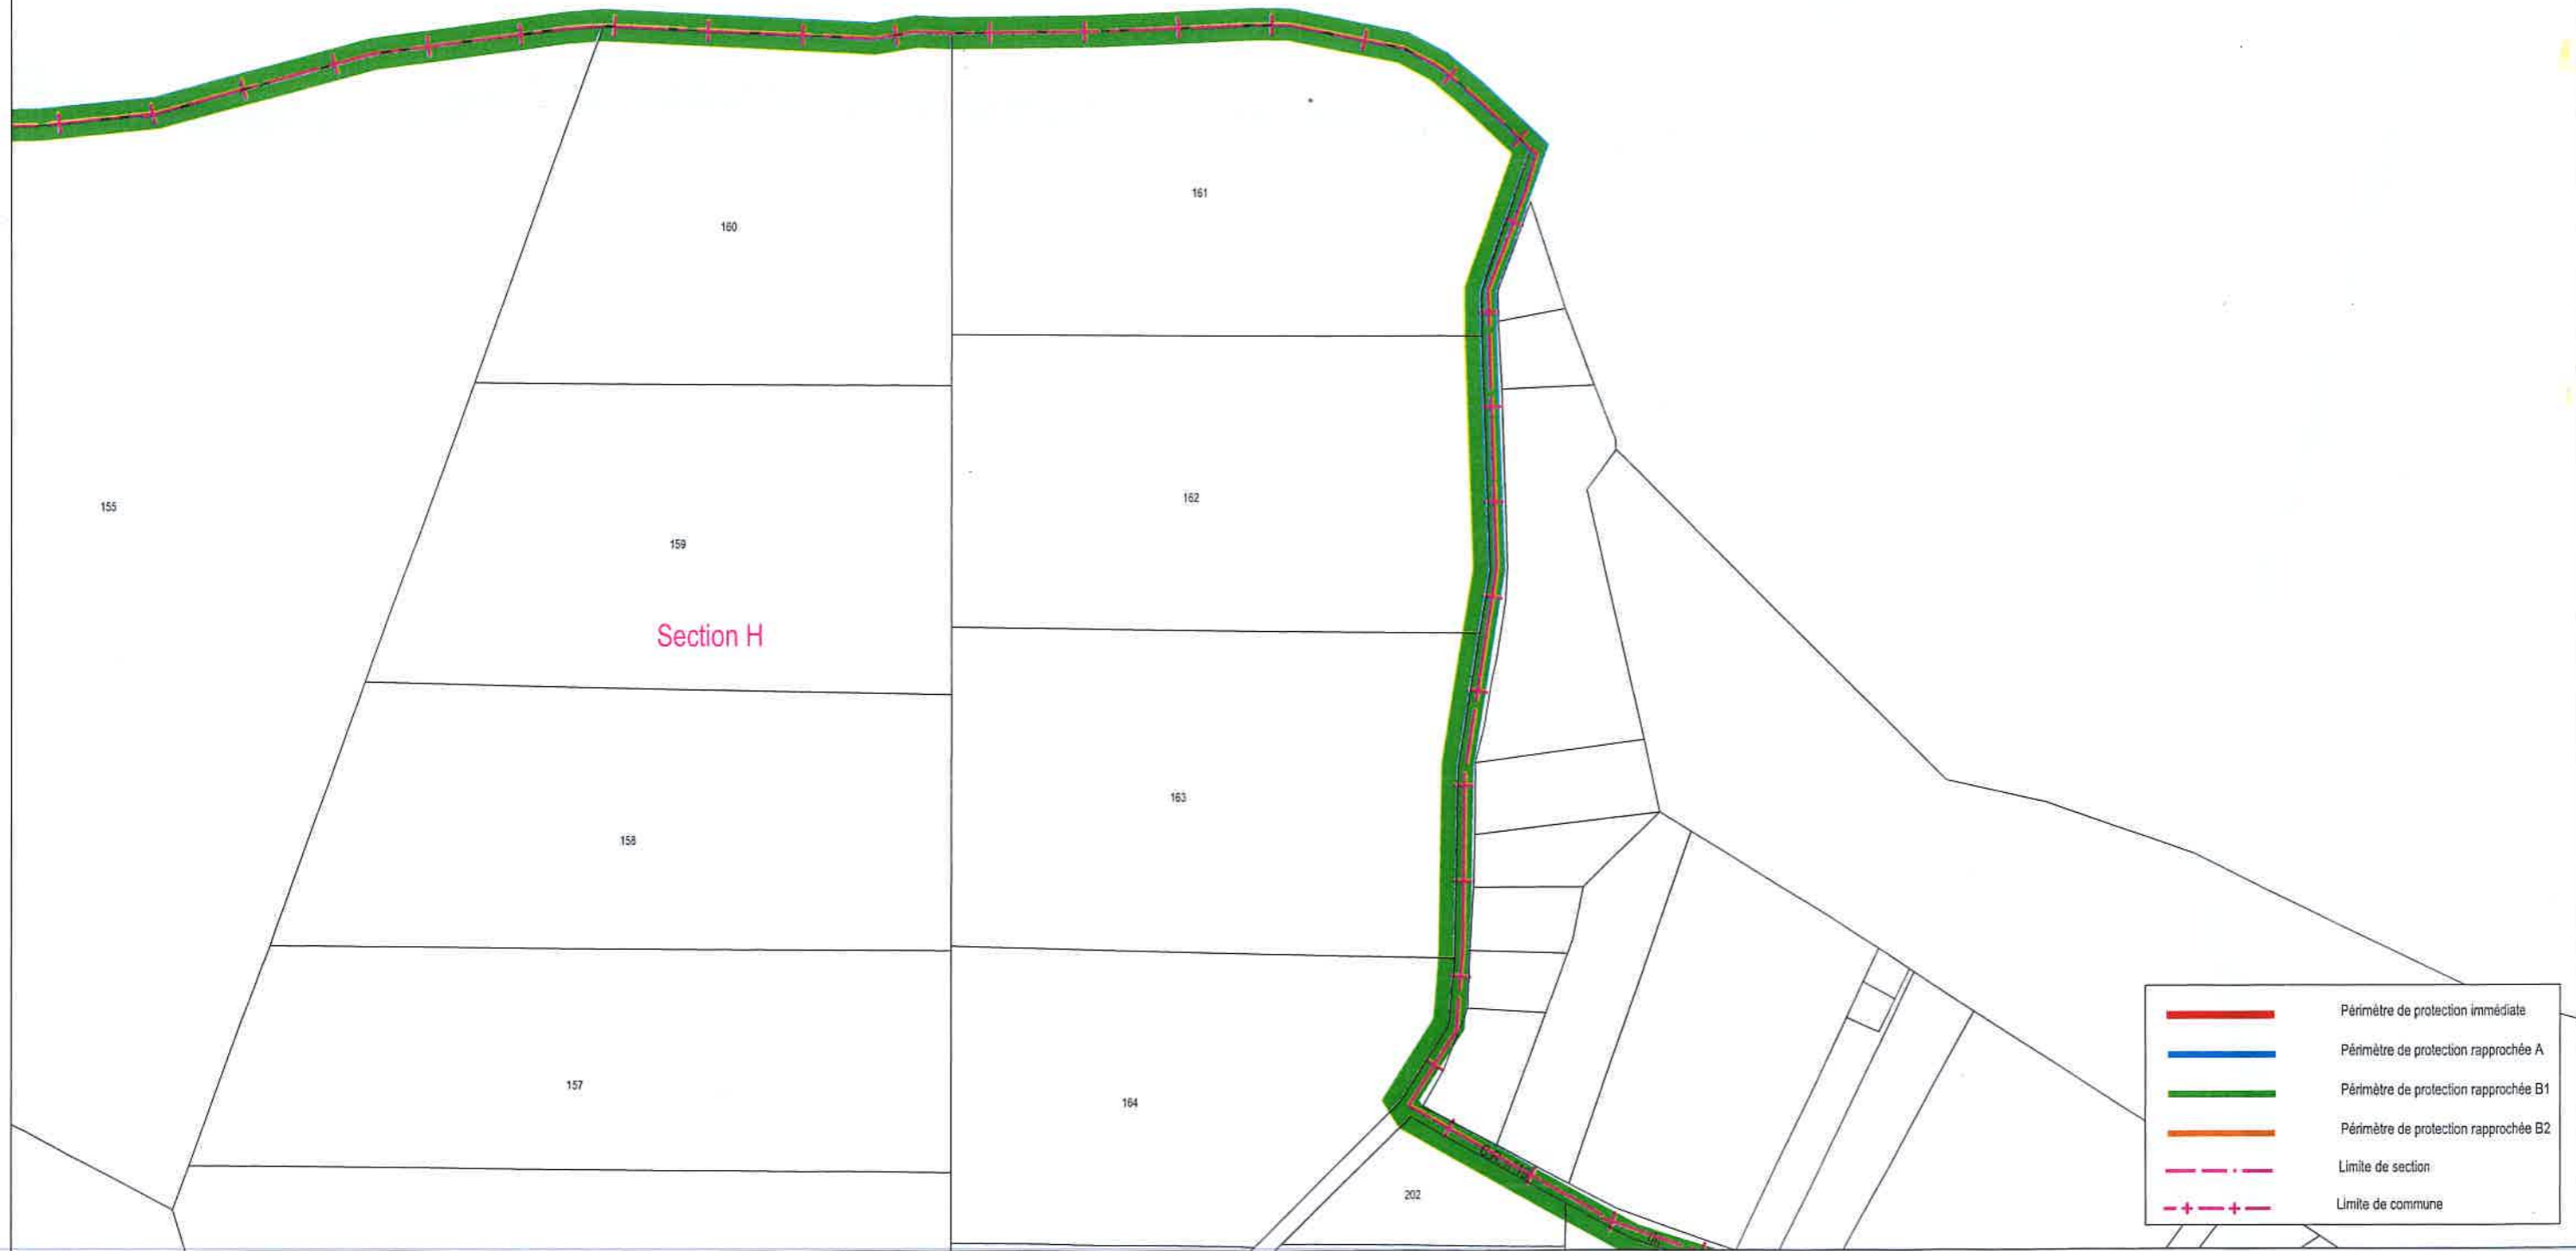 161
160
162
155
159
Section H
163
158
157
164
202
Périmètre de protection immédiate
Périmètre de protection rapprochée A
Périmètre de protection rapprochée B1
Périmètre de protection rapprochée B2
Limite de section
Limite de commune